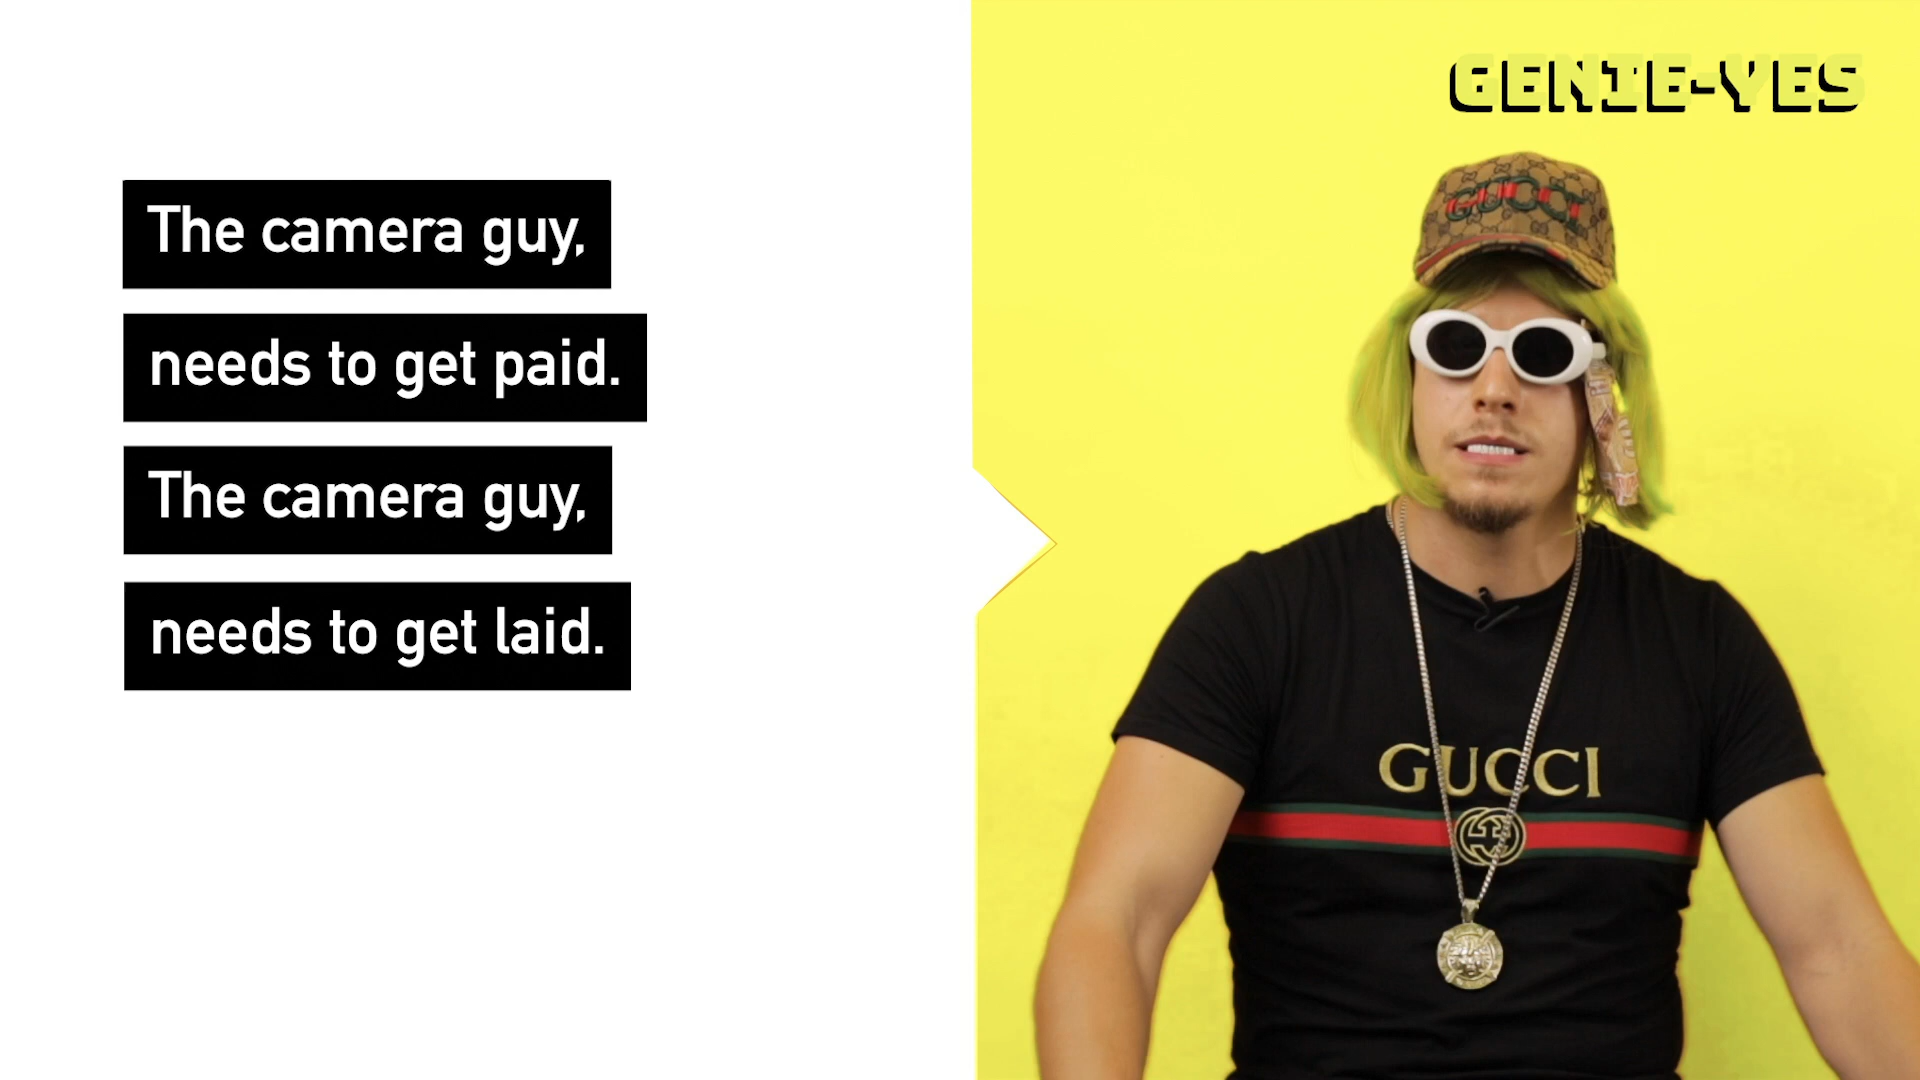 GENIE-YES
The camera guy,
needs to get paid.
The camera guy,
needs to get laid.
GUCCI
GUCCI